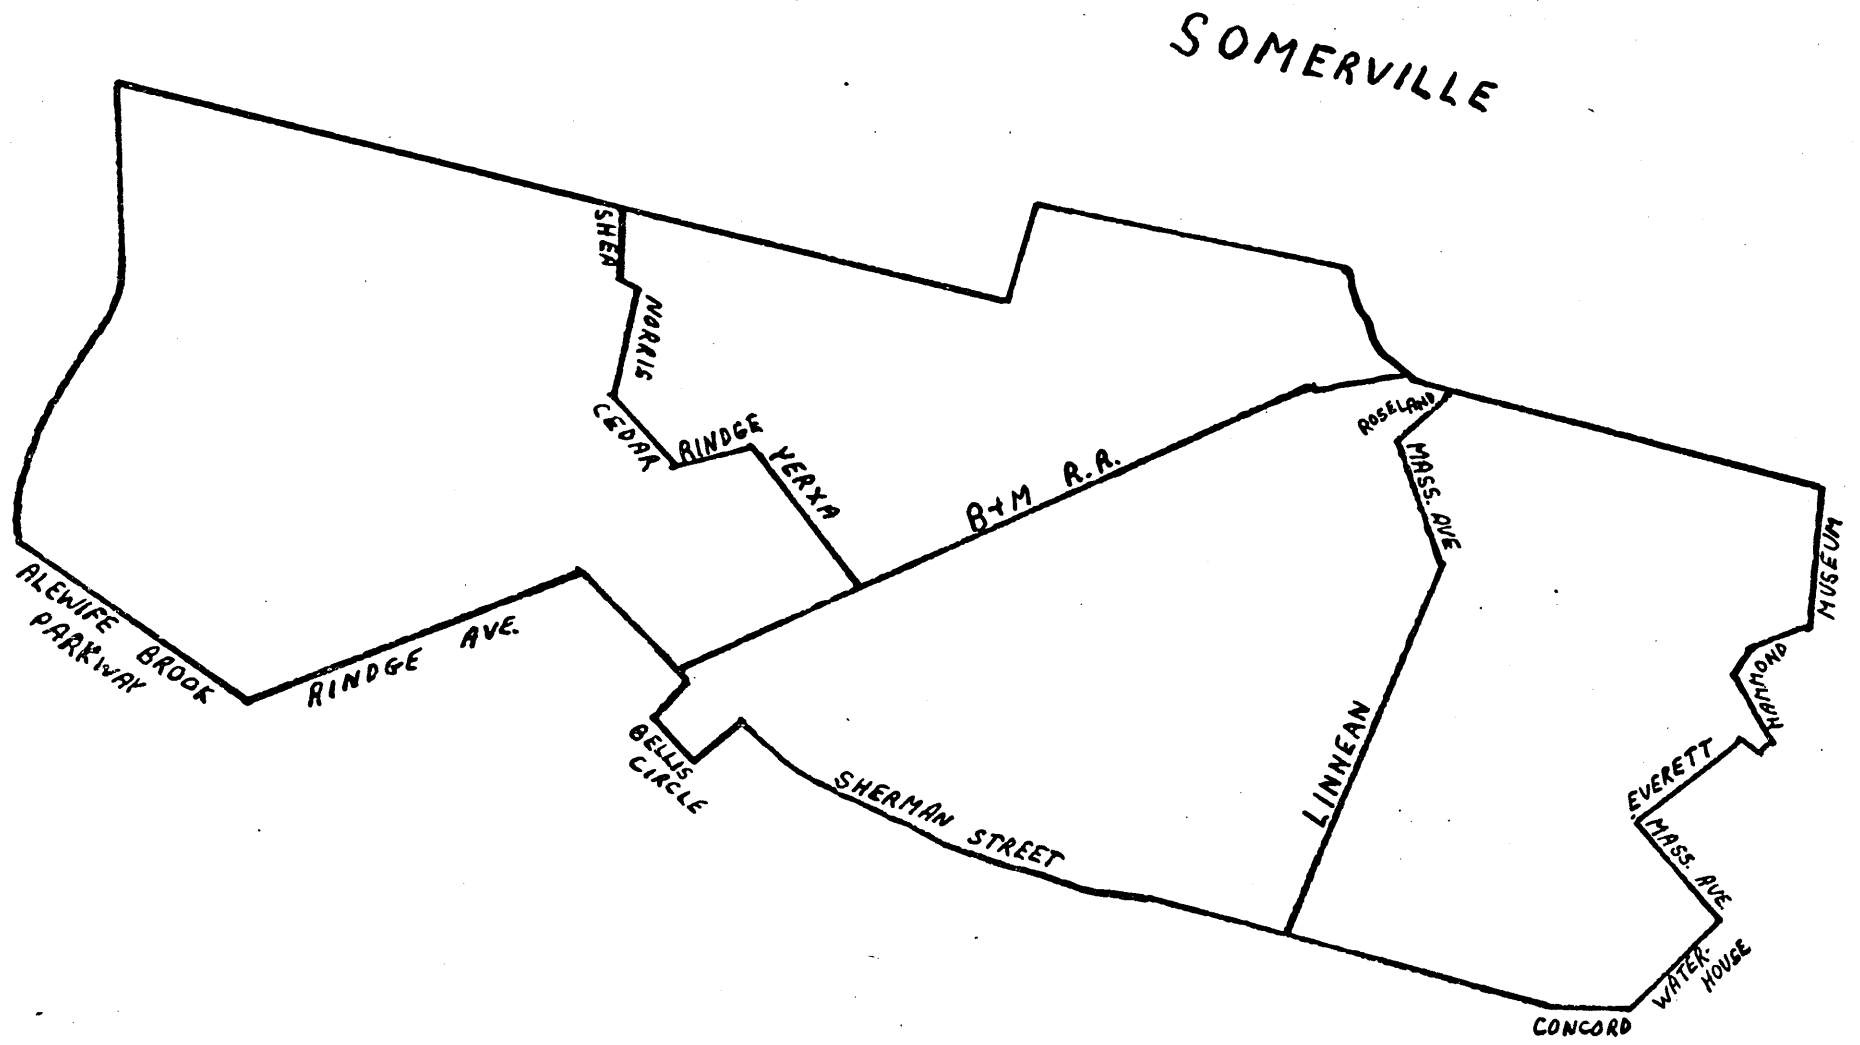 SOMERVILLE
SHEA
NORRIS
CEDAR
RINDGE
YERXA
B+M R.R.
ROSELAND
MASS. AVE
MUSEUM
HAMMOND
EVERETT
MASS. AVE.
WATER-
HOUSE
CONCORD
LINNEAN
SHERMAN STREET
BELLIS
CIRCLE
RINDGE AVE.
ALEWIFE BROOK
PARKWAY